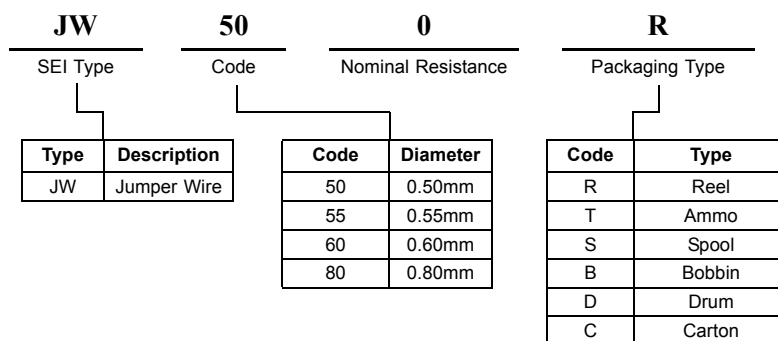 JW 50 0 R
SEI Type Code Nominal Resistance Packaging Type
Type Description
JW Jumper Wire
Code Diameter
50 0.50mm
55 0.55mm
60 0.60mm
80 0.80mm
Code Type
R Reel
T Ammo
S Spool
B Bobbin
D Drum
C Carton